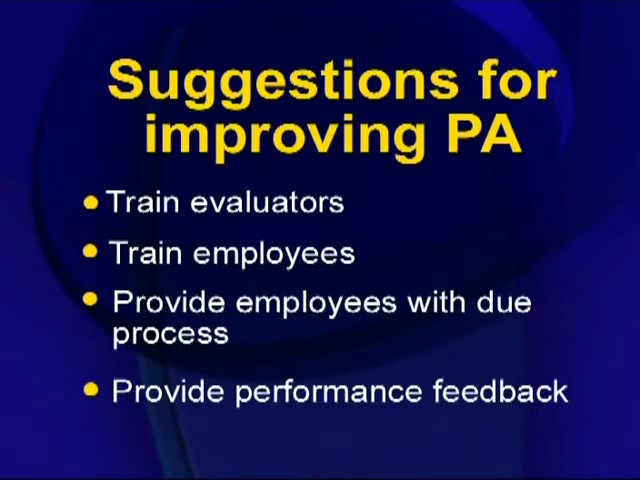 Suggestions for
improving PA
Train evaluators
Train employees
Provide employees with due
process
Provide performance feedback